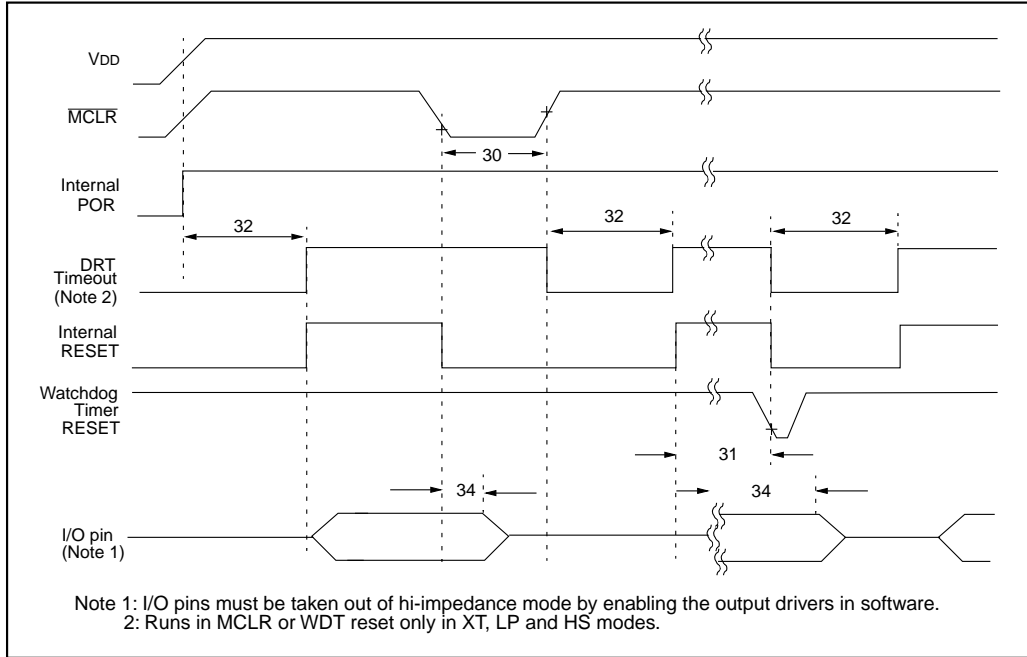 VDD
MCLR
30
Internal
POR
32
32
32
DRT
Timeout
(Note 2)
Internal
RESET
Watchdog
Timer
RESET
31
34
34
I/O pin
(Note 1)
Note 1: I/O pins must be taken out of hi-impedance mode by enabling the output drivers in software.
2: Runs in MCLR or WDT reset only in XT, LP and HS modes.